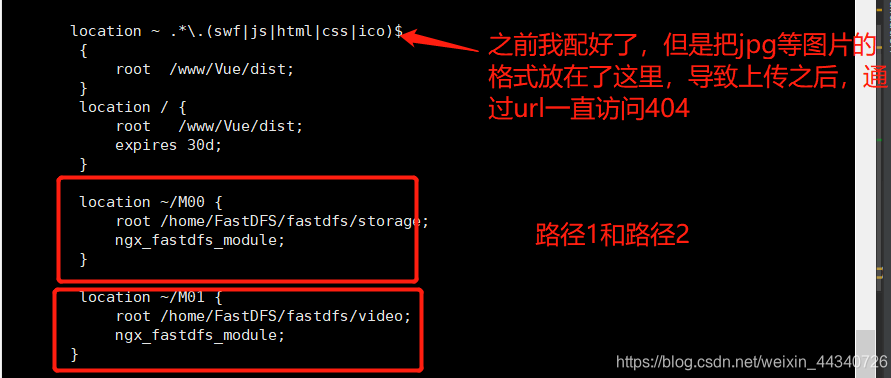 location ~ .*\.(swf|js|html|css|ico)$
{
root /www/Vue/dist;
}
location / {
root /www/Vue/dist;
expires 30d;
}
location ~/M00 {
root /home/FastDFS/fastdfs/storage;
ngx_fastdfs_module;
}
location ~/M01 {
root /home/FastDFS/fastdfs/video;
ngx_fastdfs_module;
}
之前我配好了，但是把jpg等图片的
格式放在了这里，导致上传之后，通
过url一直访问404
路径1和路径2
https://blog.csdn.net/weixin_44340726